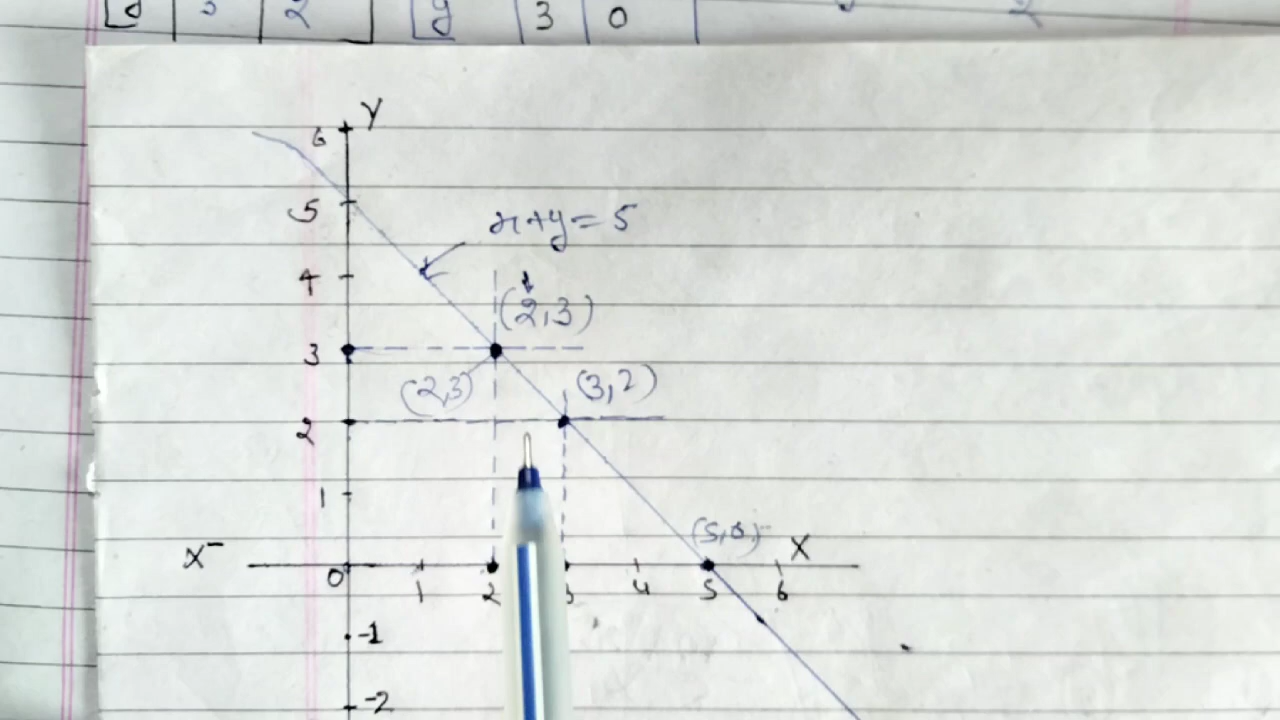 y 3 0
Y
6
5
x+y=5
4
(2,3)
3
(2,3) (3,2)
2
1
(5,0)
X- X
0 1 2 3 4 5 6
-1
-2